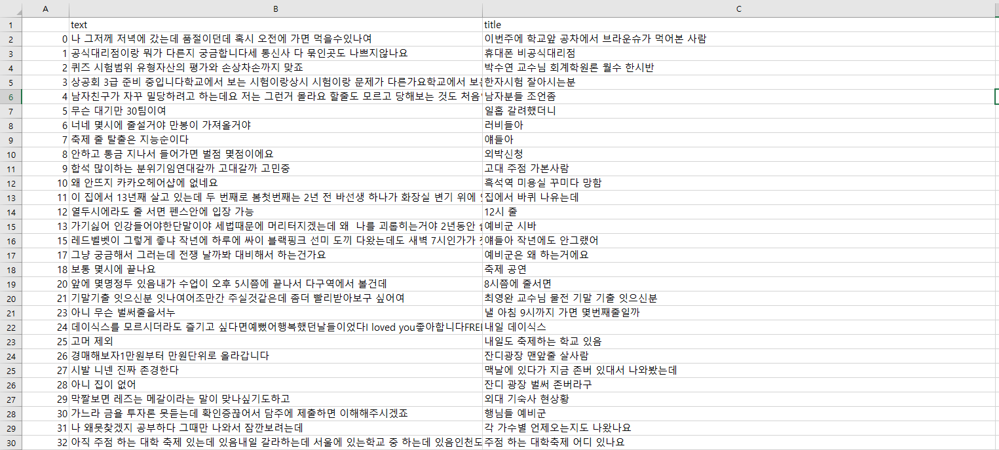 A B C
1 text title
2 0 나 그저께 저녁에 갔는데 품절이던데 혹시 오전에 가면 먹을수있나여 이번주에 학교앞 공차에서 브라운슈가 먹어본 사람
3 1 공식대리점이랑 뭐가 다른지 궁금합니다세 통신사 다 묶인곳도 나쁘지않나요 휴대폰 비공식대리점
4 2 퀴즈 시험범위 유형자산의 평가와 손상차손까지 맞죠 박수연 교수님 회계학원론 월수 한시반
5 3 상공회 3급 준비 중입니다학교에서 보는 시험이랑상시 시험이랑 문제가 다른가요학교에서 한자시험 잘아시는분
6 4 남자친구가 자꾸 밀당하려고 하는데요 저는 그런거 몰라요 할줄도 모르고 당해보는 것도 남자분들 조언좀
7 5 무슨 대기만 30팀이여 일홉 갈려했더니
8 6 너네 몇시에 줄설거야 만봉이 가져올거야 러비들아
9 7 축제 줄 탈출은 지능순이다 얘들아
10 8 안하고 통금 지나서 들어가면 벌점 몇점이에요 외박신청
11 9 합석 많이하는 분위기임연대갈까 고대갈까 고민중 고대 주점 가본사람
12 10 왜 안뜨지 카카오헤어샵에 없네요 흑석역 미용실 꾸미다 망함
13 11 이 집에서 13년째 살고 있는데 두 번째로 봄첫번째는 2년 전 바선생 하나가 화장실 변기 위에 집에서 바퀴 나유는데
14 12 열두시에라도 줄 서면 펜스안에 입장 가능 12시 줄
15 13 가기싫어 인강들어야한단말이야 세법때문에 머리터지겠는데 왜  나를 괴롭히는거야 2년동안 예비군 시바
16 15 레드벨벳이 그렇게 좋냐 작년에 하루에 싸이 블랙핑크 선미 도끼 다왔는데도 새벽 7시인가가 얘들아 작년에도 안그랬어
17 17 그냥 궁금해서 그러는데 전쟁 날까봐 대비해서 하는건가요 예비군은 왜 하는거에요
18 18 보통 몇시에 끝나요 축제 공연
19 20 앞에 몇명정두 있음내가 수업이 오후 5시쯤에 끝나서 다구역에서 볼건데 8시쯤에 줄서면
20 21 기말기출 잇으신분 잇나여어조만간 주실것같은데 좀더 빨리받아보구 싶어여 최영완 교수님 물전 기말 기출 잇으신분
21 23 아니 무슨 벌써줄을서누 낼 아침 9시까지 가면 몇번째줄일까
22 24 데이식스를 모르시더라도 즐기고 싶다면예뻤어행복했던날들이었다I loved you좋아합니다FREE 내일 데이식스
23 25 고머 제외 내일도 축제하는 학교 있음
24 26 경매해보자1만원부터 만원단위로 올라갑니다 잔디광장 맨앞줄 살사람
25 27 시발 니넨 진짜 존경한다 맥날에 있다가 지금 존버 있대서 나와봤는데
26 28 아니 집이 없어 잔디 광장 벌써 존버라구
27 29 막짤보면 레즈는 메갈이라는 말이 맞나싶기도하고 외대 기숙사 현상황
28 30 가느라 금욜 투자론 못듣는데 확인증끊어서 담주에 제출하면 이해해주시겠죠 행님들 예비군
29 31 나 왜못찾겠지 공부하다 그때만 나와서 잠깐보려는데 각 가수별 언제오는지도 나왔나요
30 32 아직 주점 하는 대학 축제 있는데 있음내일 갈라하는데 서울에 있는학교 중 하는데 있음인천도 주점 하는 대학축제 어디 있나요